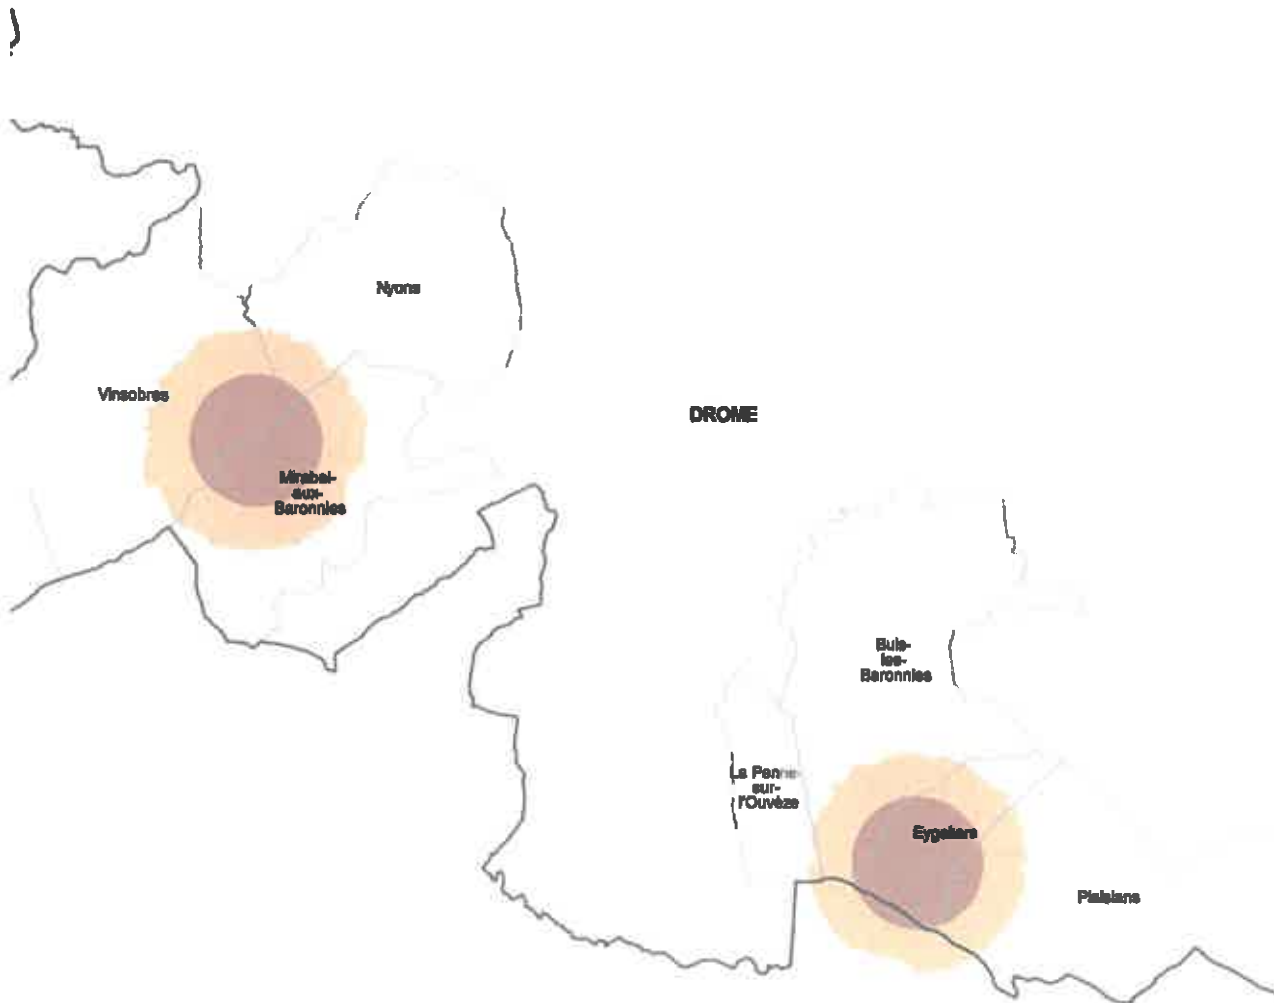 Nyons
Vinsobres
DROME
Mirabel-
aux-
Baronnies
Buis-
les-
Baronnies
La Penne-
sur-
l'Ouvèze
Eygaliers
Plaisians